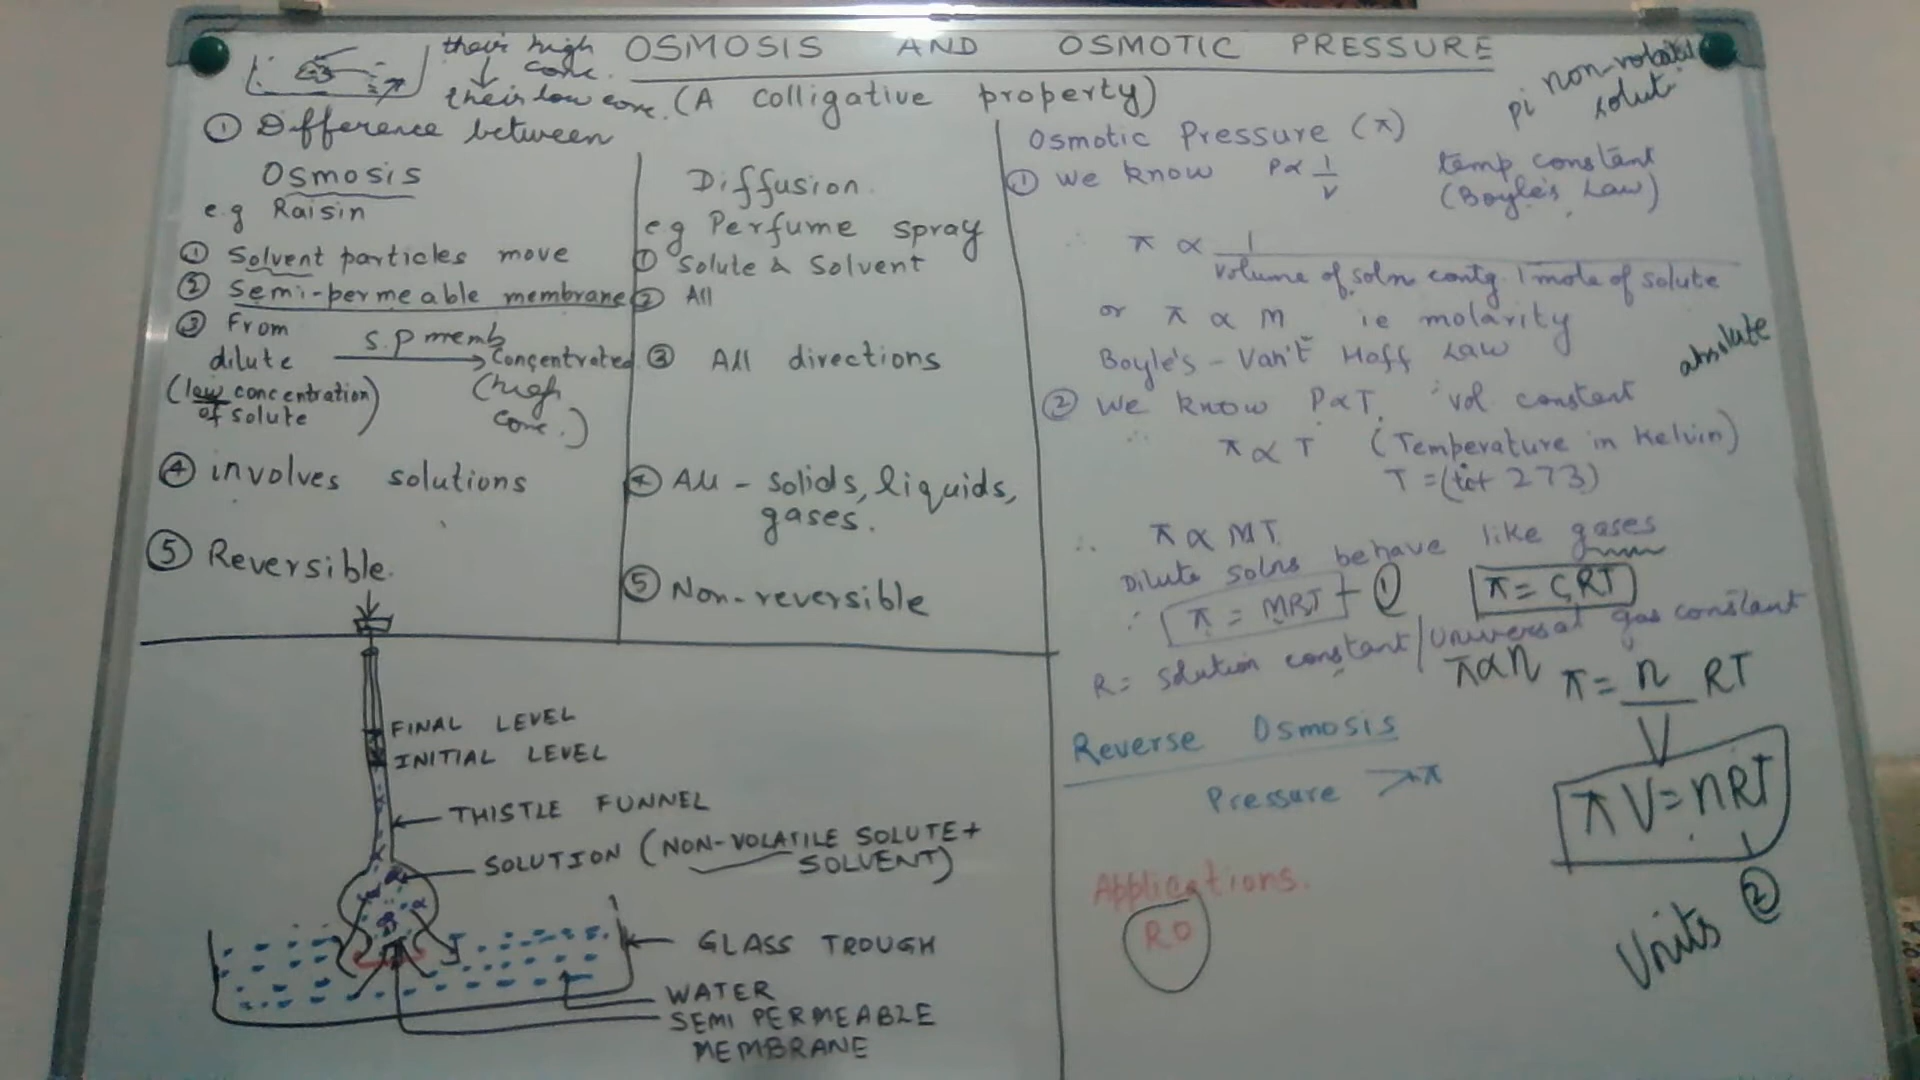 OSMOSIS AND OSMOTIC PRESSURE
(A colligative property)
their high conc.
↓
their low conc.
① Difference between
Osmosis
e.g Raisin
① Solvent particles move
② Semi-permeable membrane
③ From dilute S.P memb → Concentrated
(low concentration of solute) (high conc.)
④ involves solutions
⑤ Reversible.
Diffusion.
eg Perfume spray
① Solute & Solvent
② All
③ All directions
④ All - solids, liquids,
gases.
⑤ Non-reversible
FINAL LEVEL
INITIAL LEVEL
THISTLE FUNNEL
SOLUTION (NON-VOLATILE SOLUTE+
SOLVENT)
GLASS TROUGH
WATER
SEMI PERMEABLE
MEMBRANE
pi non-volatile
solut
Osmotic Pressure (π)
① We know P∝ 1/V temp constant
(Boyle's Law)
∴ π ∝ 1
volume of soln contg. 1 mole of solute
or π ∝ M ie molarity
Boyle's - Van't Hoff Law
absolute
② We know P∝T, vol constant
∴ π ∝ T (Temperature in Kelvin)
T = (t°c+ 273)
∴ π ∝ MT
Dilute solns behave like gases
∴ π = MRT - ① π = CRT
R = Solution constant/Universal gas constant
π∝n π = n/V RT
πV = nRT
②
Units
Reverse Osmosis
Pressure > π
Applications.
RO